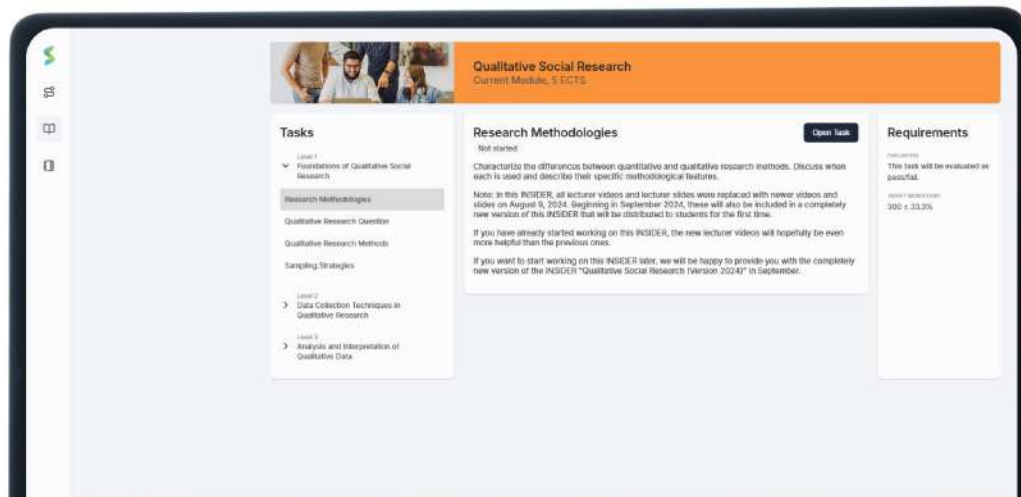 Qualitative Social Research
Current Module, 5 ECTS
Tasks
Level 1
Foundations of Qualitative Social
Research
Research Methodologies
Qualitative Research Question
Qualitative Research Methods
Sampling Strategies
Level 2
Data Collection Techniques in
Qualitative Research
Level 3
Analysis and Interpretation of
Qualitative Data
Research Methodologies
Open Task
Not started
Characterize the differences between quantitative and qualitative research methods. Discuss when
each is used and describe their specific methodological features.
Note: In this INSIDER, all lecturer videos and lecturer slides were replaced with newer videos and
slides on August 9, 2024. Beginning in September 2024, these will also be included in a completely
new version of this INSIDER that will be distributed to students for the first time.
If you have already started working on this INSIDER, the new lecturer videos will hopefully be even
more helpful than the previous ones.
If you want to start working on this INSIDER later, we will be happy to provide you with the completely
new version of the INSIDER "Qualitative Social Research (Version 2024)" in September.
Requirements
This task will be evaluated as
pass/fail.
300 ± 33.3%